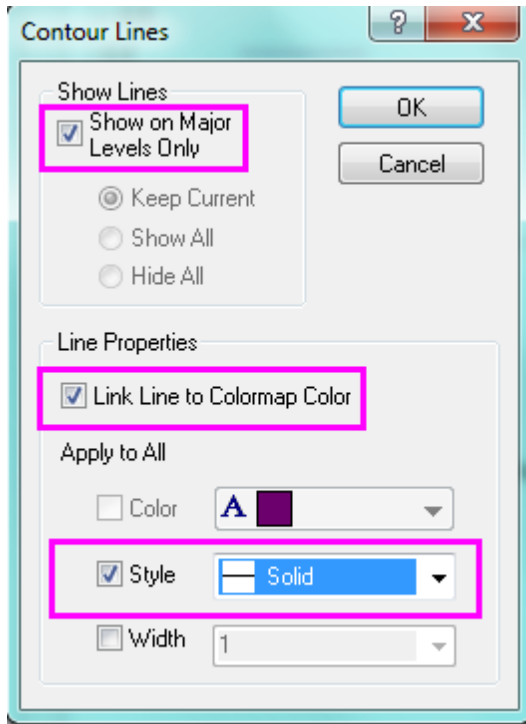 Contour Lines
?
X
Show Lines
Show on Major
Levels Only
Keep Current
Show All
Hide All
OK
Cancel
Line Properties
Link Line to Colormap Color
Apply to All
Color
A
Style
Solid
Width
1